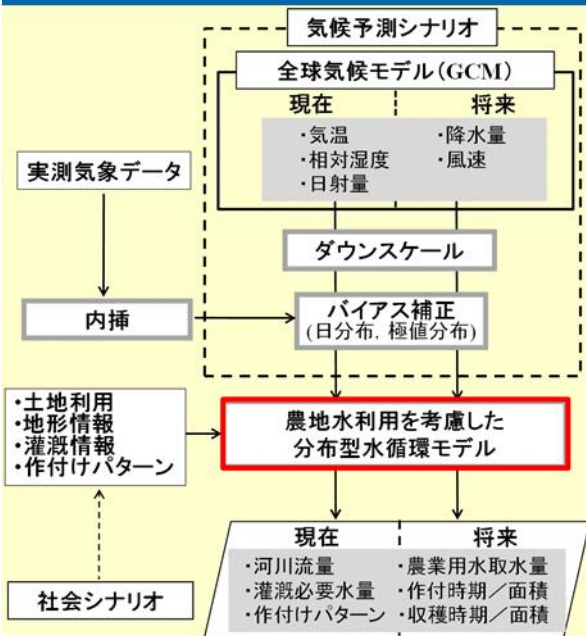 気候予測シナリオ
全球気候モデル(GCM)
現在
将来
・気温
・相対湿度
・日射量
・降水量
・風速
実測気象データ
ダウンスケール
内挿
バイアス補正
(日分布, 極値分布)
・土地利用
・地形情報
・灌漑情報
・作付けパターン
農地水利用を考慮した
分布型水循環モデル
社会シナリオ
現在
将来
・河川流量
・灌漑必要水量
・作付けパターン
・農業用水取水量
・作付時期/面積
・収穫時期/面積